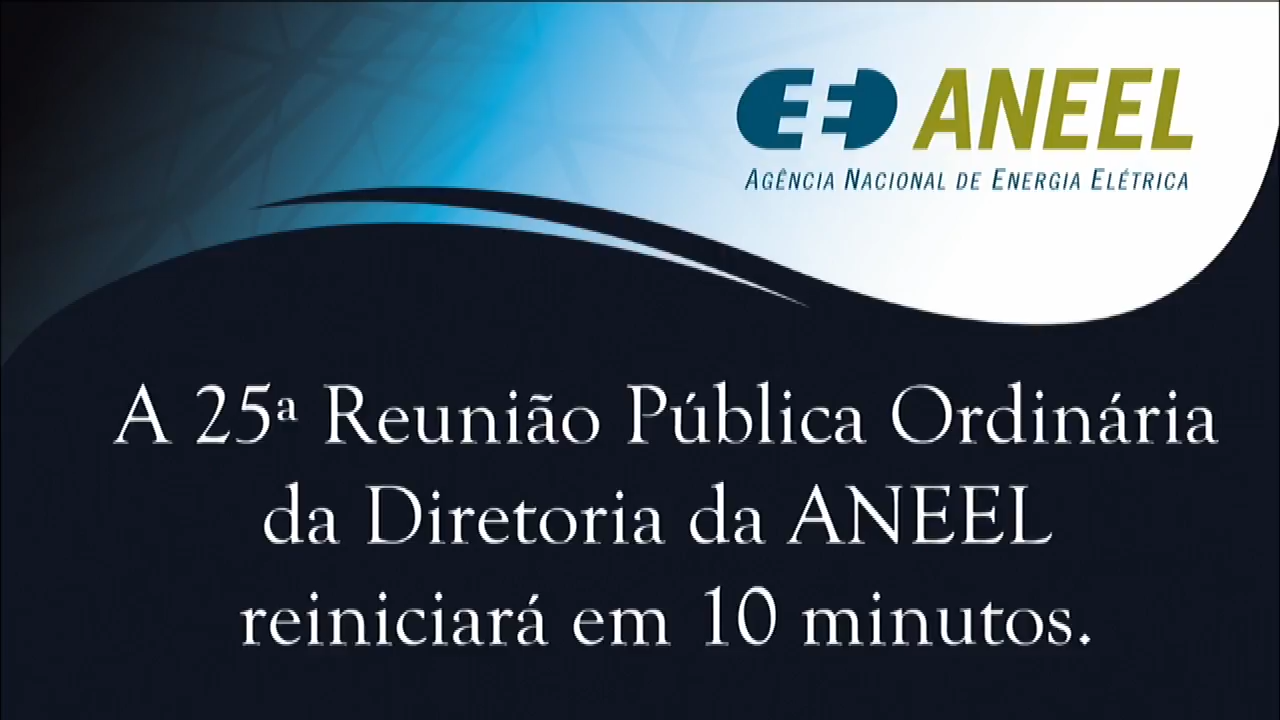 ANEEL
AGÊNCIA NACIONAL DE ENERGIA ELÉTRICA
A 25ª Reunião Pública Ordinária
da Diretoria da ANEEL
reiniciará em 10 minutos.